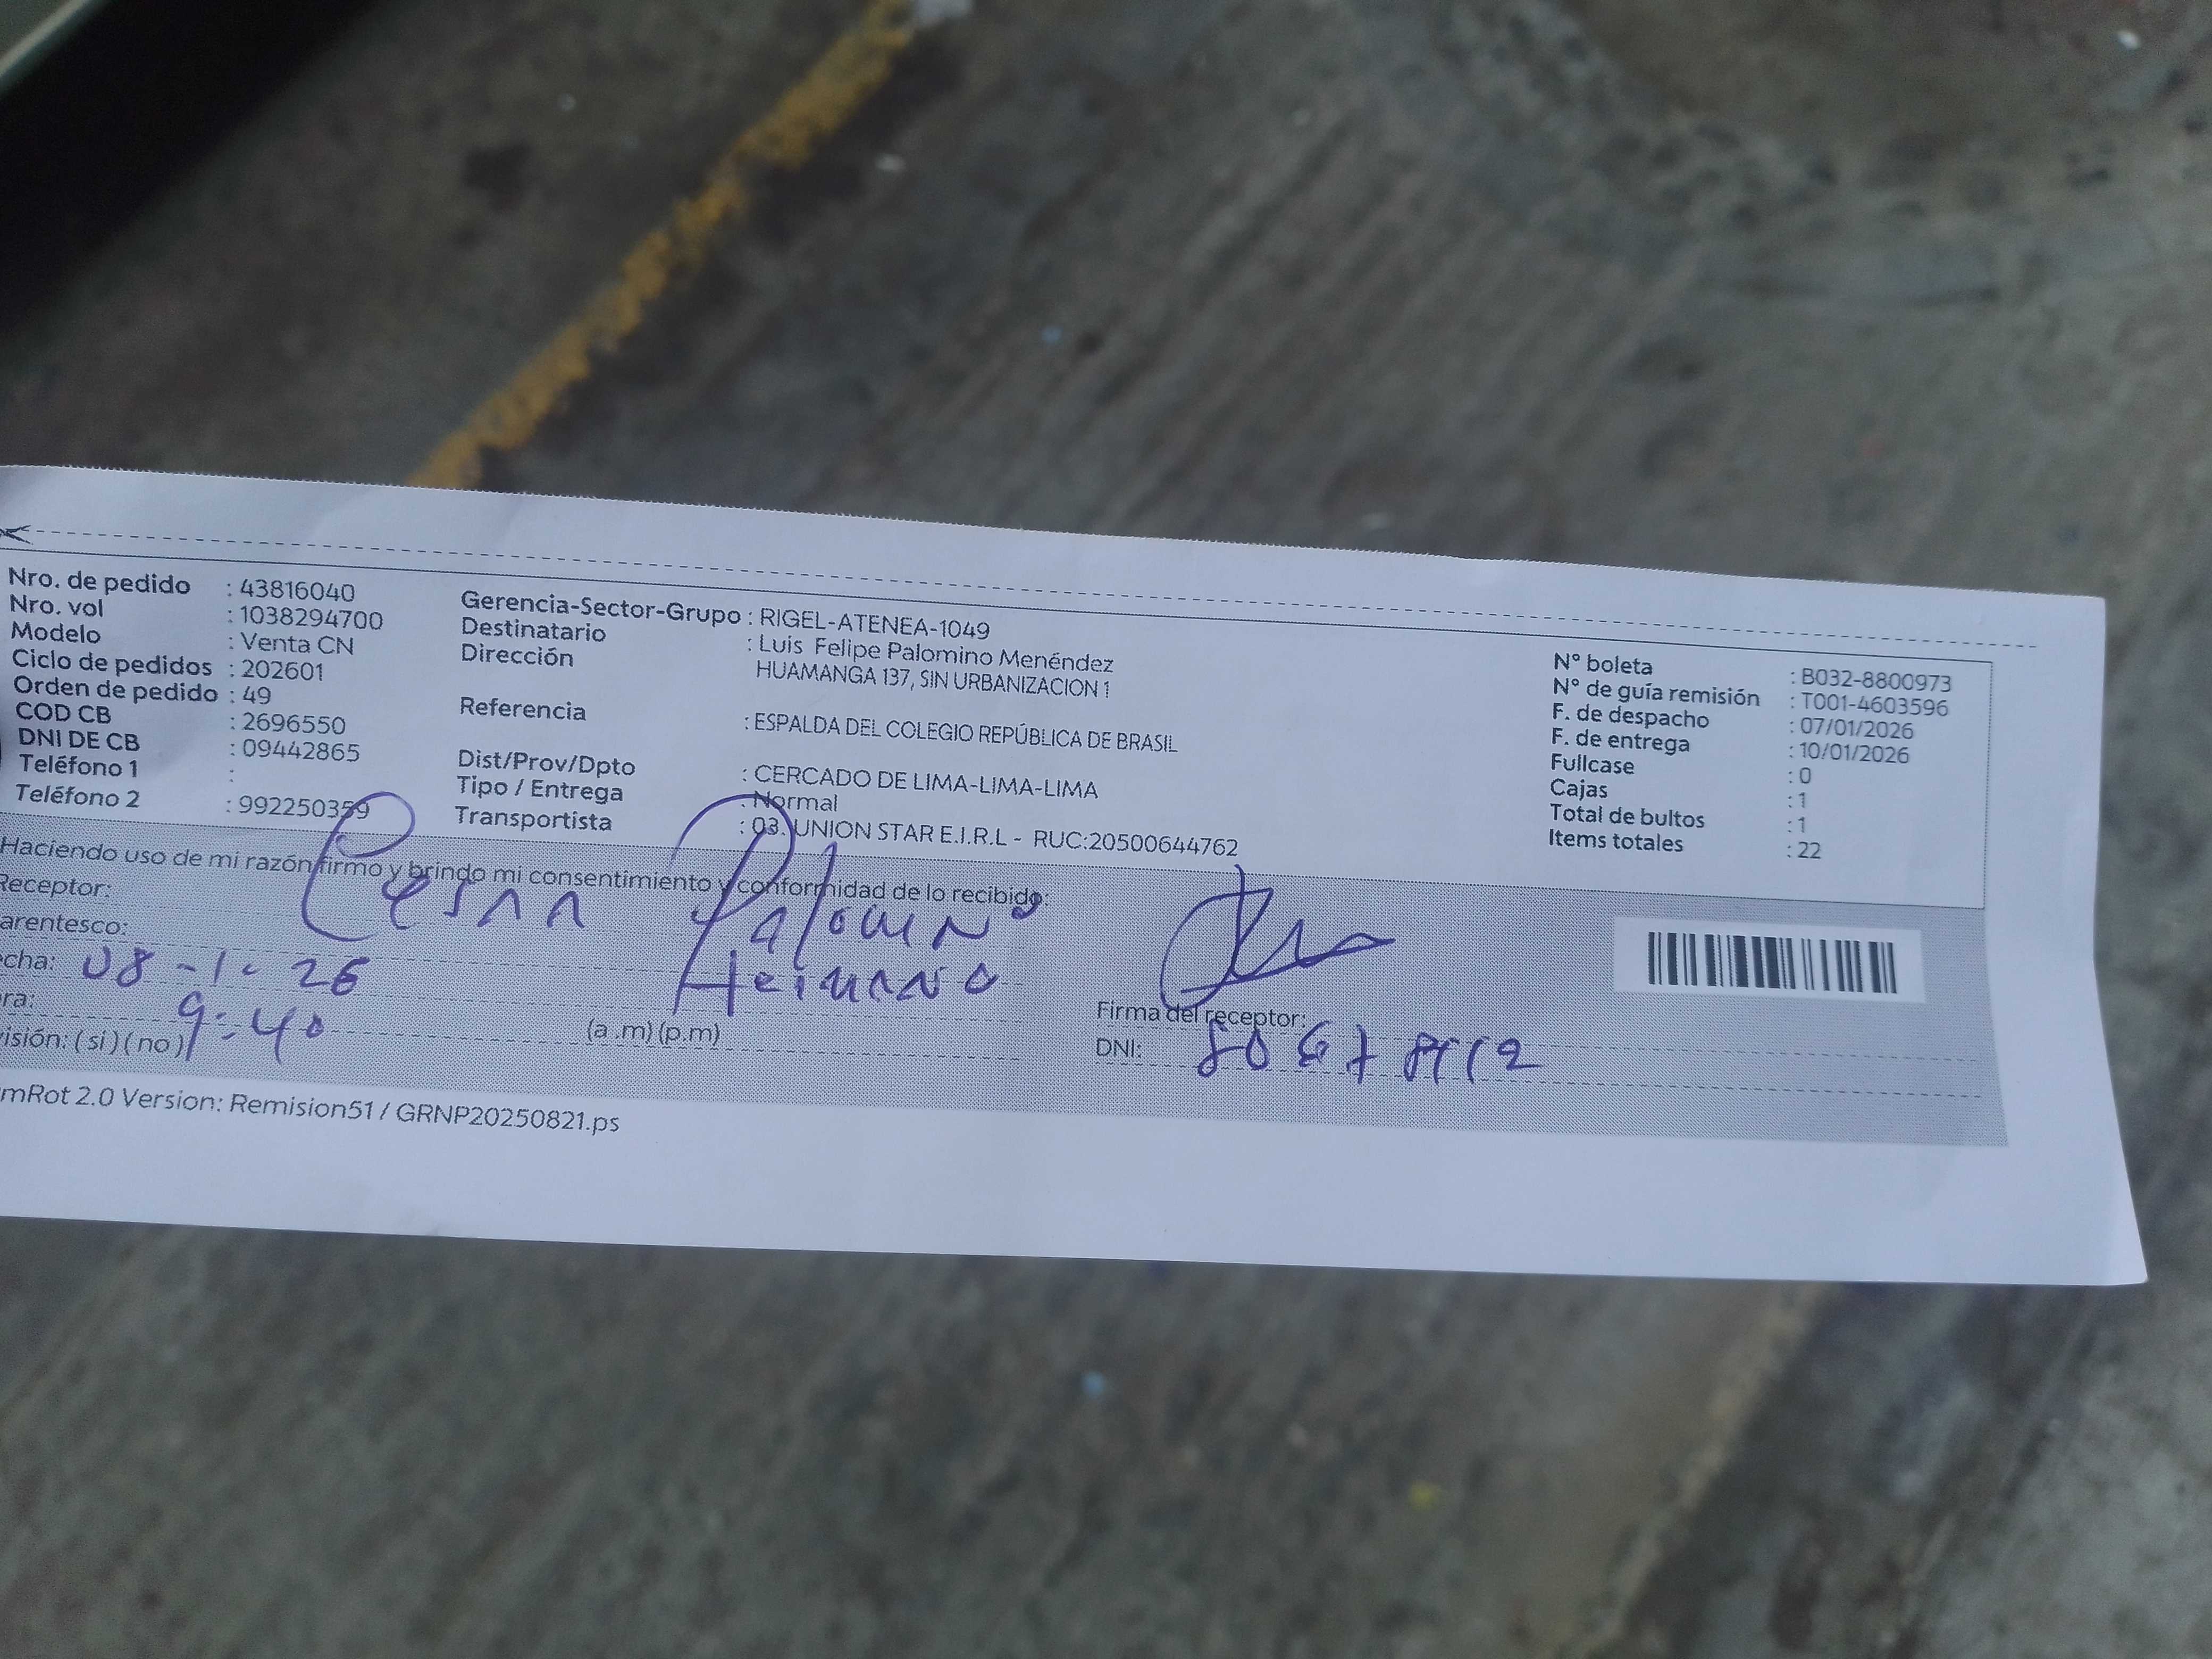 Nro. de pedido : 43816040
Nro. vol : 1038294700
Modelo : Venta CN
Ciclo de pedidos : 202601
Orden de pedido : 49
COD CB : 2696550
DNI DE CB : 09442865
Teléfono 1 :
Teléfono 2 : 992250359
Gerencia-Sector-Grupo : RIGEL-ATENEA-1049
Destinatario : Luis Felipe Palomino Menéndez
Dirección HUAMANGA 137, SIN URBANIZACION 1
Referencia : ESPALDA DEL COLEGIO REPÚBLICA DE BRASIL
Dist/Prov/Dpto : CERCADO DE LIMA-LIMA-LIMA
Tipo / Entrega : Normal
Transportista : 03. UNION STAR E.I.R.L - RUC:20500644762
N° boleta : B032-8800973
N° de guía remisión : T001-4603596
F. de despacho : 07/01/2026
F. de entrega : 10/01/2026
Fullcase : 0
Cajas : 1
Total de bultos : 1
Items totales : 22
Haciendo uso de mi razón firmo y brindo mi consentimiento y conformidad de lo recibido:
Receptor: Palomino
arentesco: Hermano
cha: 08-1-26
ra: 9:40 (a .m) (p.m)
isión: ( si ) ( no )
Firma del receptor:
DNI:
mRot 2.0 Version: Remision51 / GRNP20250821.ps